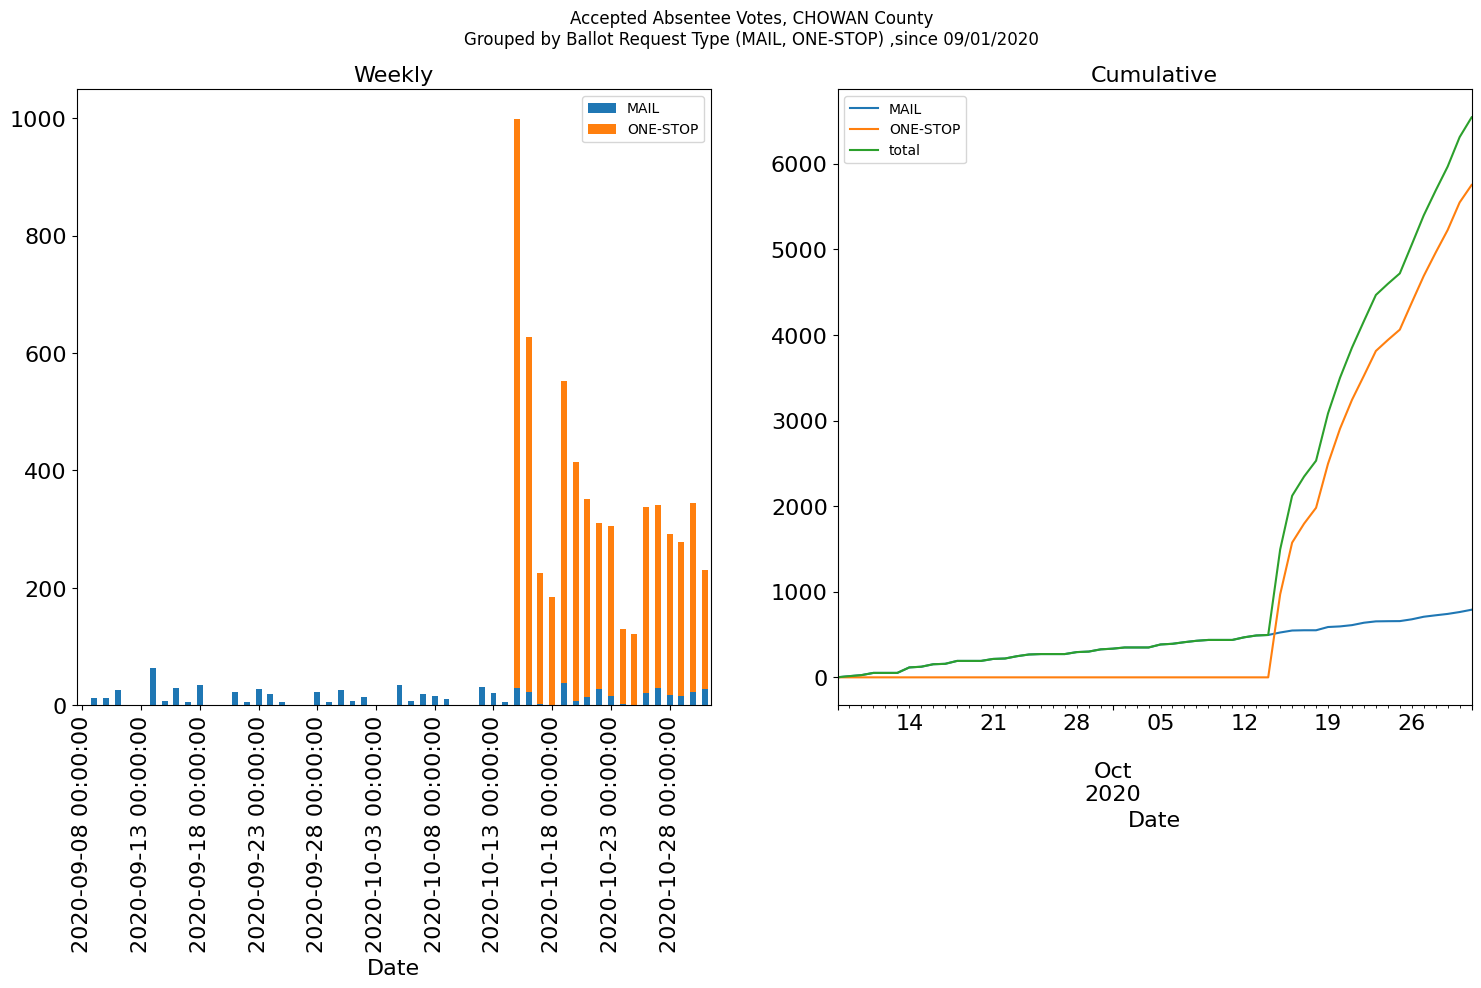 Accepted Absentee Votes, CHOWAN County
Grouped by Ballot Request Type (MAIL, ONE-STOP) ,since 09/01/2020
Weekly
1000
800
600
400
200
0
MAIL
ONE-STOP
2020-09-08 00:00:00
2020-09-13 00:00:00
2020-09-18 00:00:00
2020-09-23 00:00:00
2020-09-28 00:00:00
2020-10-03 00:00:00
2020-10-08 00:00:00
2020-10-13 00:00:00
2020-10-18 00:00:00
2020-10-23 00:00:00
2020-10-28 00:00:00
Date
Cumulative
MAIL
ONE-STOP
total
6000
5000
4000
3000
2000
1000
0
14 21 28 05 12 19 26
Oct
2020
Date